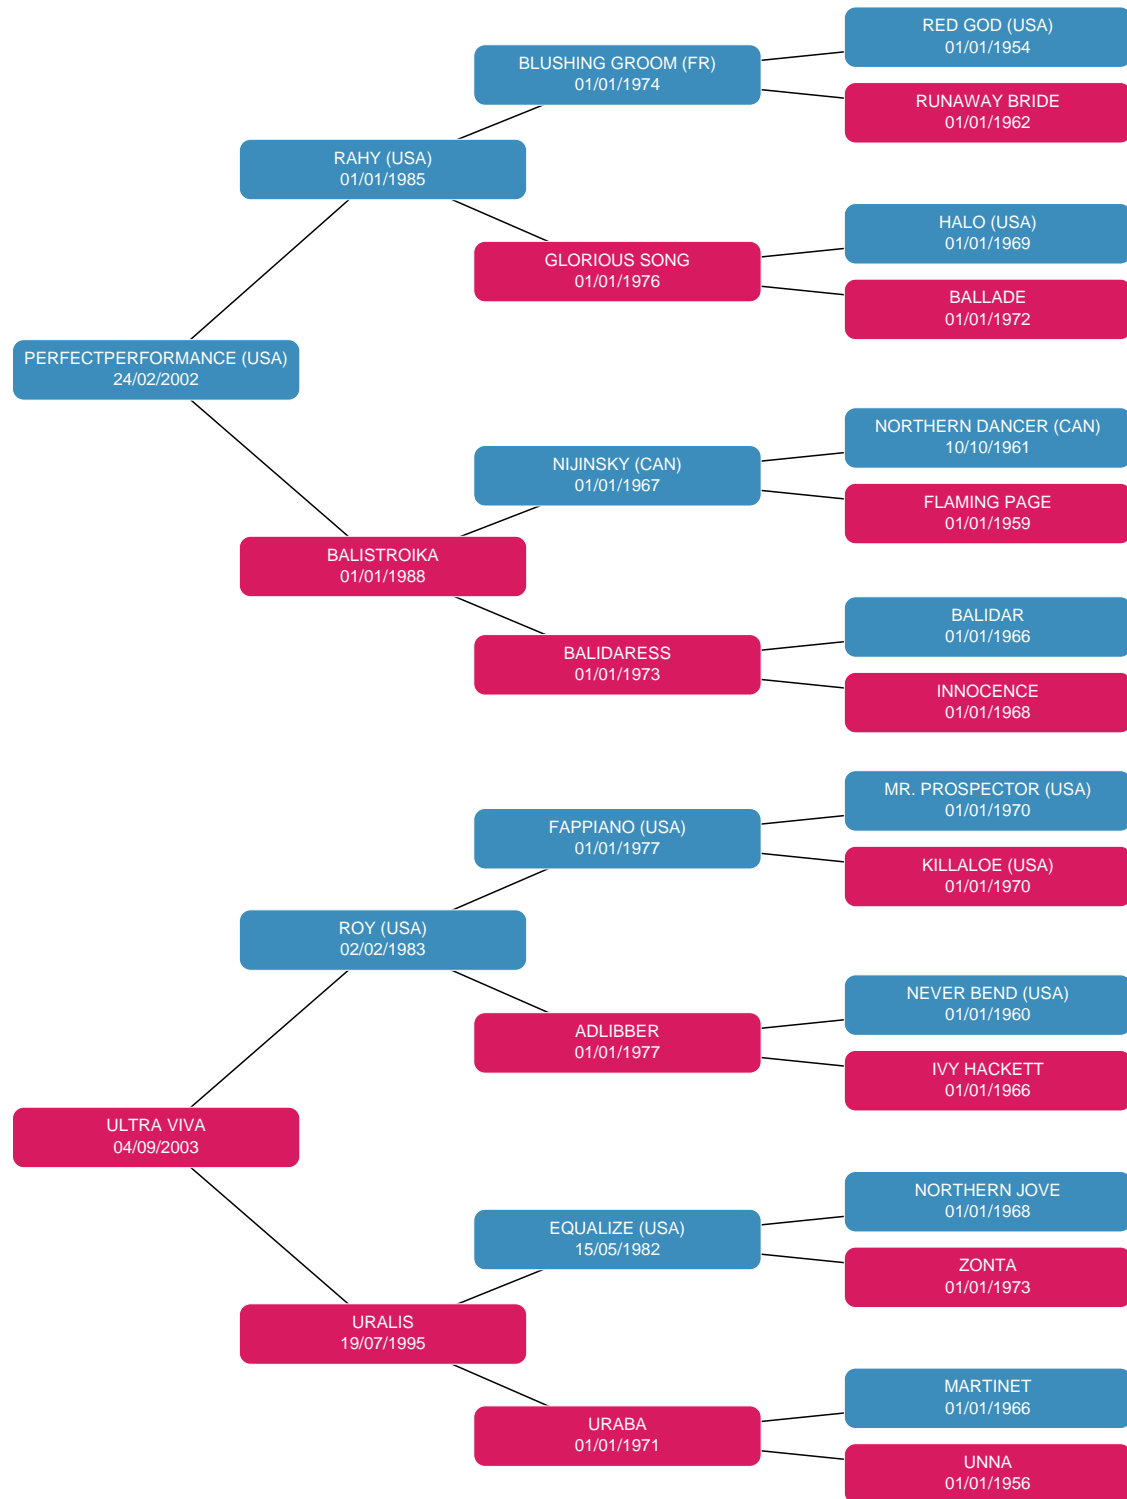 RED GOD (USA)
01/01/1954
BLUSHING GROOM (FR)
01/01/1974
RUNAWAY BRIDE
01/01/1962
RAHY (USA)
01/01/1985
HALO (USA)
01/01/1969
GLORIOUS SONG
01/01/1976
BALLADE
01/01/1972
PERFECTPERFORMANCE (USA)
24/02/2002
NORTHERN DANCER (CAN)
10/10/1961
NIJINSKY (CAN)
01/01/1967
FLAMING PAGE
01/01/1959
BALISTROIKA
01/01/1988
BALIDAR
01/01/1966
BALIDARESS
01/01/1973
INNOCENCE
01/01/1968
MR. PROSPECTOR (USA)
01/01/1970
FAPPIANO (USA)
01/01/1977
KILLALOE (USA)
01/01/1970
ROY (USA)
02/02/1983
NEVER BEND (USA)
01/01/1960
ADLIBBER
01/01/1977
IVY HACKETT
01/01/1966
ULTRA VIVA
04/09/2003
NORTHERN JOVE
01/01/1968
EQUALIZE (USA)
15/05/1982
ZONTA
01/01/1973
URALIS
19/07/1995
MARTINET
01/01/1966
URABA
01/01/1971
UNNA
01/01/1956